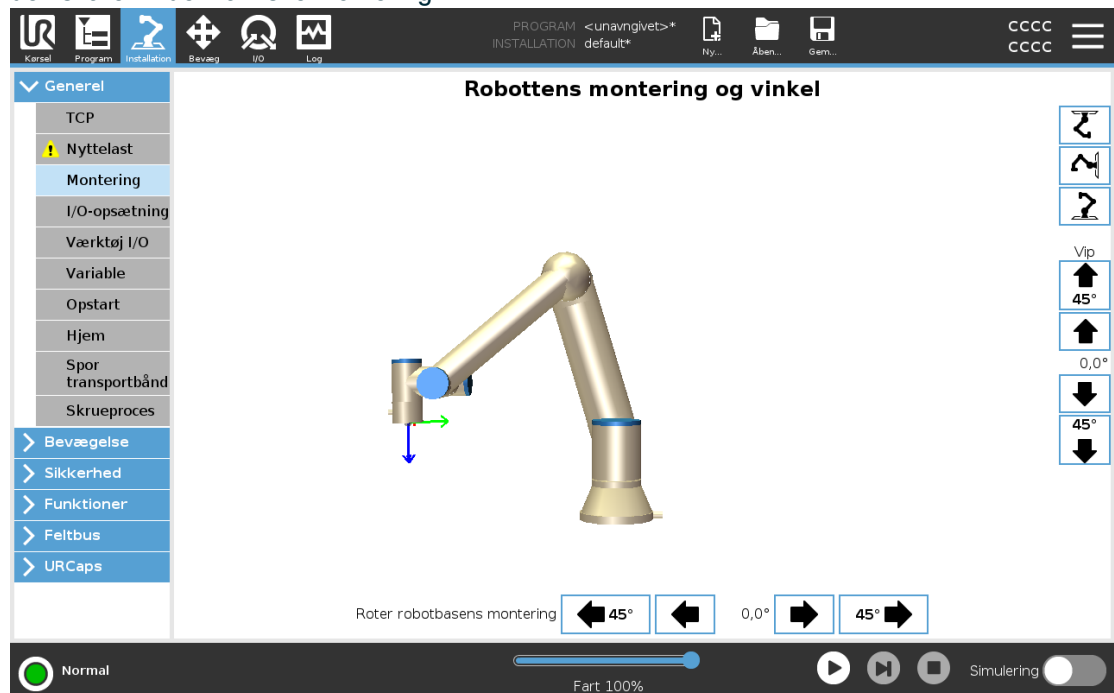 PROGRAM <unavngivet>*
INSTALLATION default*
Kørsel
Program
Installation
Bevæg
I/O
Log
Ny...
Åben...
Gem...
CCCC
CCCC
Generel
TCP
Nyttelast
Montering
I/O-opsætning
Værktøj I/O
Variable
Opstart
Hjem
Spor
transportbånd
Skrueproces
Bevægelse
Sikkerhed
Funktioner
Feltbus
URCaps
Robottens montering og vinkel
Vip
45°
0,0°
45°
Roter robotbasens montering 45° 0,0° 45°
Normal
Fart 100%
Simulering